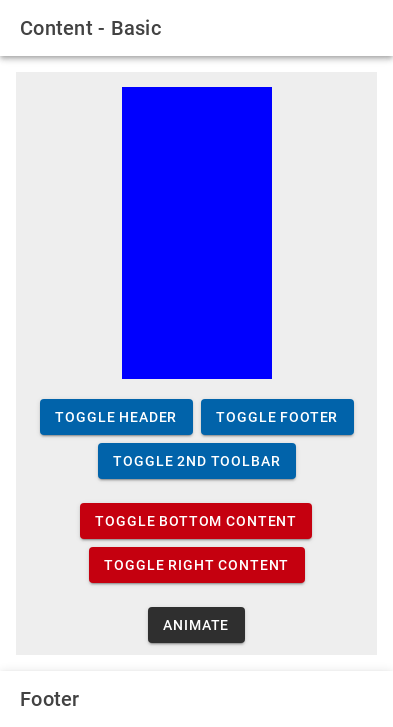 Content - Basic
TOGGLE HEADER TOGGLE FOOTER
TOGGLE 2ND TOOLBAR
TOGGLE BOTTOM CONTENT
TOGGLE RIGHT CONTENT
ANIMATE
Footer